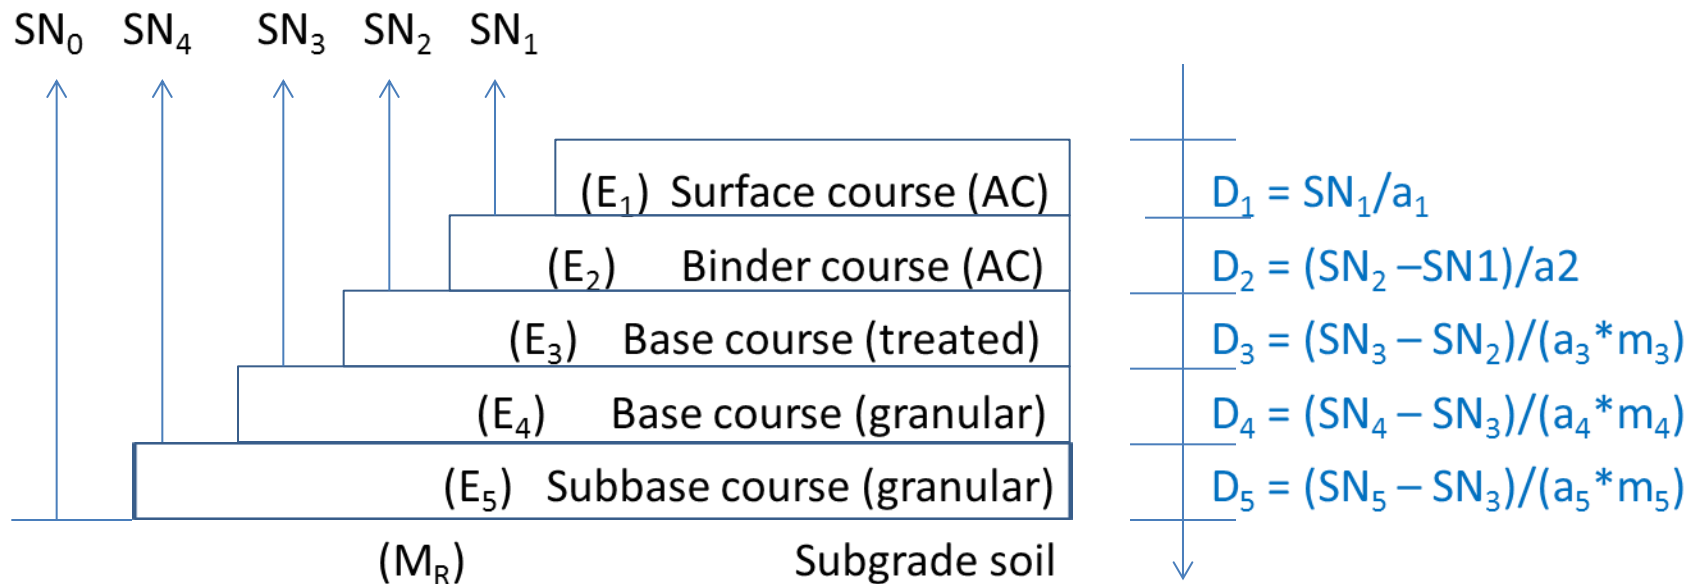 SN₀ SN₄ SN₃ SN₂ SN₁
(E₁) Surface course (AC) D₁ = SN₁/a₁
(E₂) Binder course (AC) D₂ = (SN₂ –SN1)/a2
(E₃) Base course (treated) D₃ = (SN₃ – SN₂)/(a₃*m₃)
(E₄) Base course (granular) D₄ = (SN₄ – SN₃)/(a₄*m₄)
(E₅) Subbase course (granular) D₅ = (SN₅ – SN₃)/(a₅*m₅)
(M_R) Subgrade soil